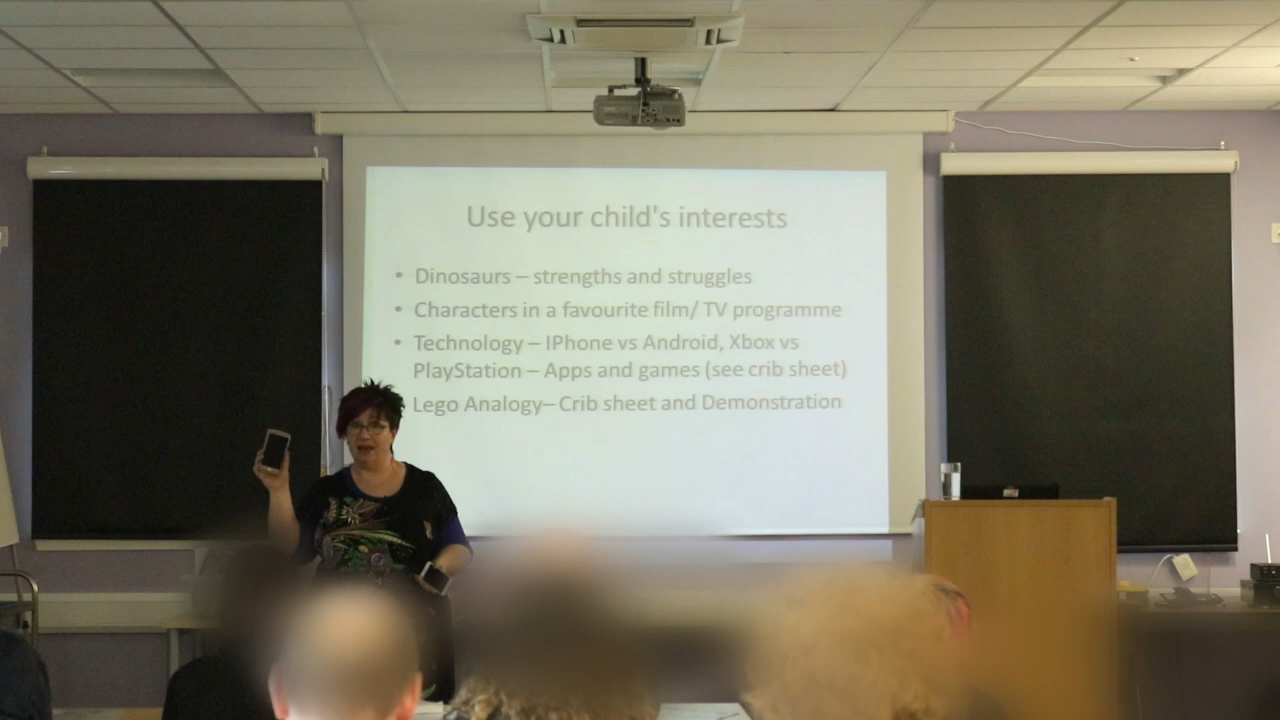 Use your child's interests
• Dinosaurs – strengths and struggles
• Characters in a favourite film/ TV programme
• Technology – IPhone vs Android, Xbox vs
PlayStation – Apps and games (see crib sheet)
Lego Analogy– Crib sheet and Demonstration